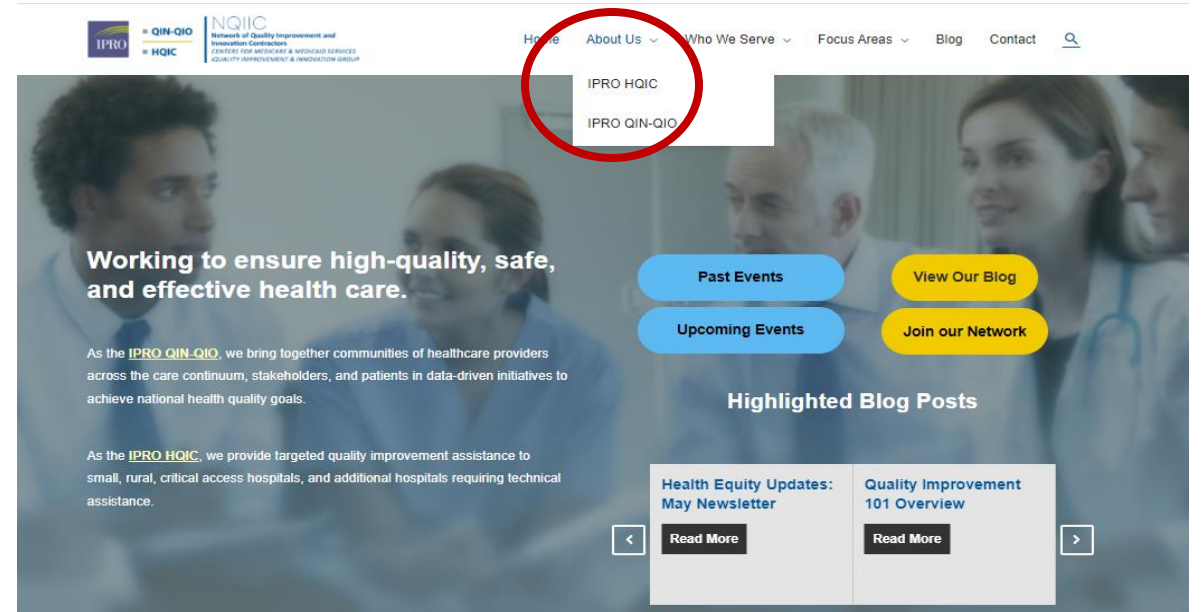 IPRO
= QIN-QIO
= HQIC
NQIIC
Network of Quality Improvement and
Innovation Contractors
CENTERS FOR MEDICARE & MEDICAID SERVICES
iQUALITY IMPROVEMENT & INNOVATION GROUP
Home About Us Who We Serve Focus Areas Blog Contact
IPRO HQIC
IPRO QIN-QIO
Working to ensure high-quality, safe,
and effective health care.
As the IPRO QIN-QIO, we bring together communities of healthcare providers
across the care continuum, stakeholders, and patients in data-driven initiatives to
achieve national health quality goals.
As the IPRO HQIC, we provide targeted quality improvement assistance to
small, rural, critical access hospitals, and additional hospitals requiring technical
assistance.
Past Events
View Our Blog
Upcoming Events
Join our Network
Highlighted Blog Posts
Health Equity Updates:
May Newsletter
Read More
Quality Improvement
101 Overview
Read More